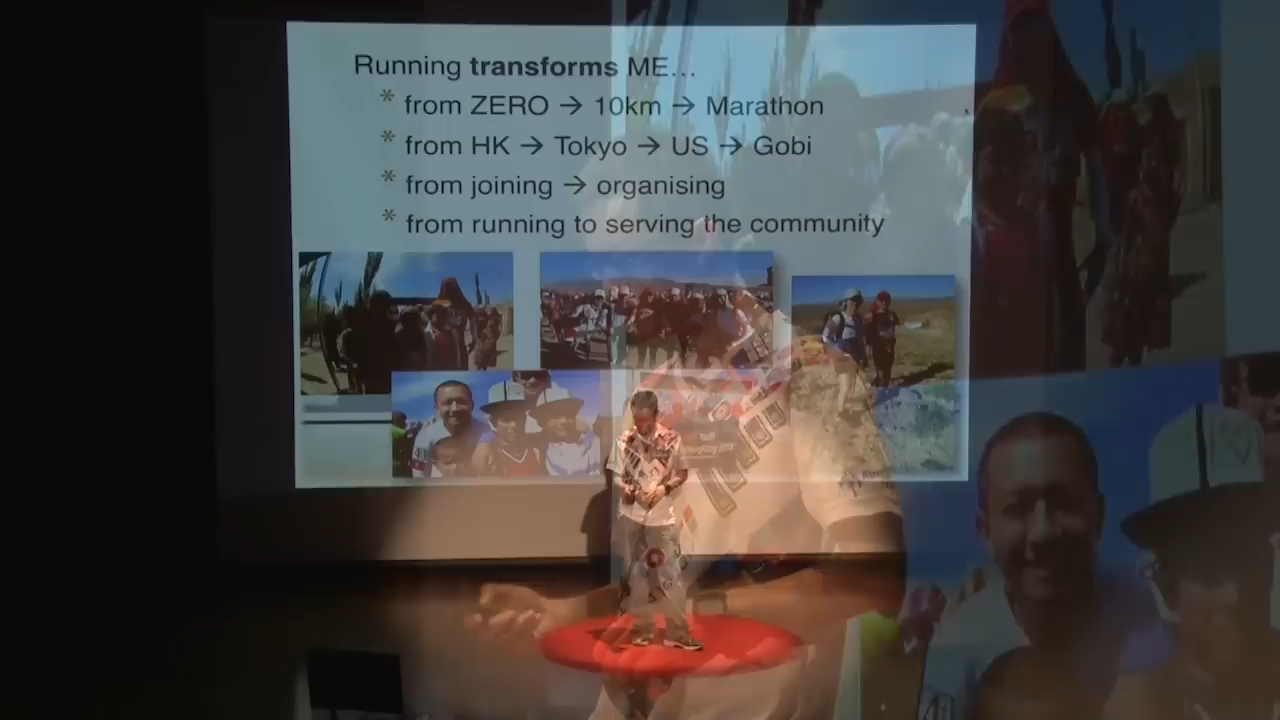 Running transforms ME...
* from ZERO → 10km → Marathon
* from HK → Tokyo → US → Gobi
* from joining → organising
* from running to serving the community